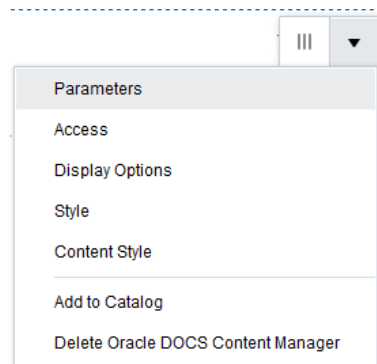 Parameters
Access
Display Options
Style
Content Style
Add to Catalog
Delete Oracle DOCS Content Manager